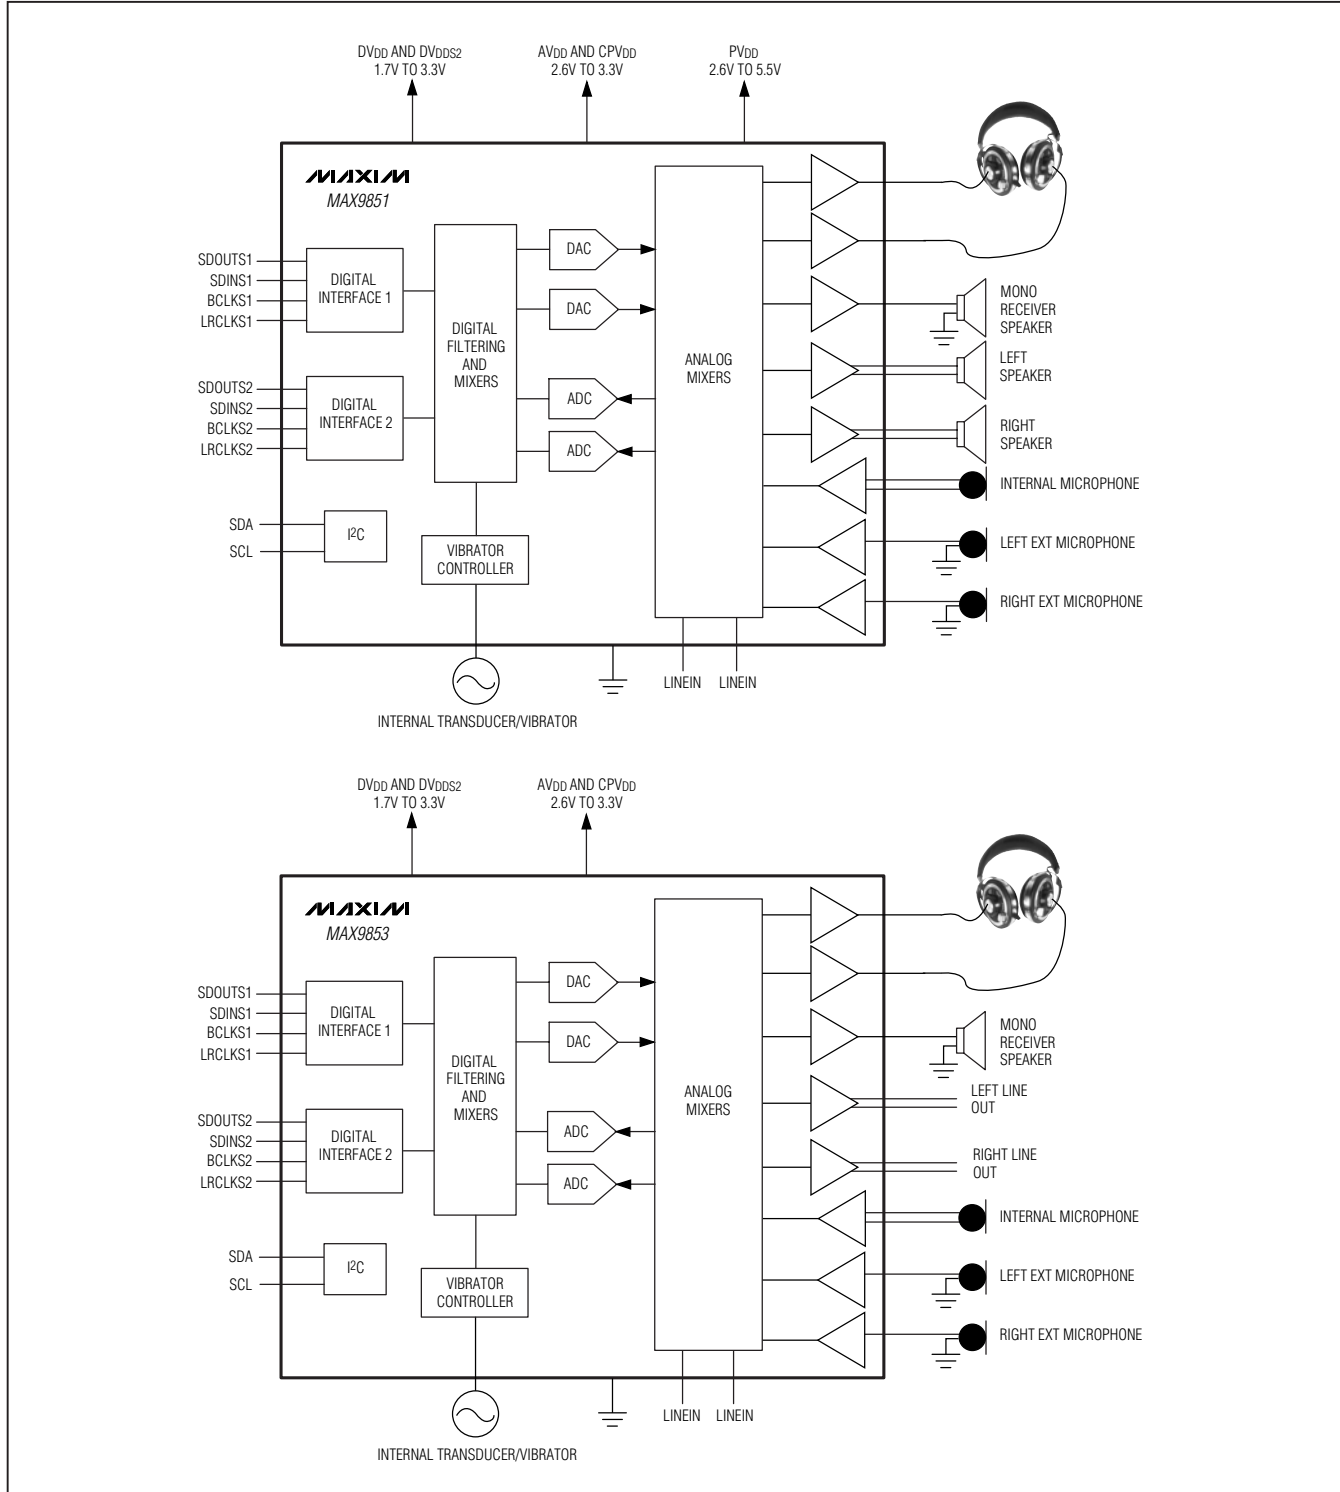 DVDD AND DVDDS2
1.7V TO 3.3V
AVDD AND CPVDD
2.6V TO 3.3V
PVDD
2.6V TO 5.5V
MAXIM
MAX9851
SDOUTS1
SDINS1
BCLKS1
LRCLKS1
DIGITAL
INTERFACE 1
SDOUTS2
SDINS2
BCLKS2
LRCLKS2
DIGITAL
INTERFACE 2
SDA
SCL
I2C
DIGITAL
FILTERING
AND
MIXERS
DAC
DAC
ADC
ADC
VIBRATOR
CONTROLLER
ANALOG
MIXERS
MONO
RECEIVER
SPEAKER
LEFT
SPEAKER
RIGHT
SPEAKER
INTERNAL MICROPHONE
LEFT EXT MICROPHONE
RIGHT EXT MICROPHONE
LINEIN
LINEIN
INTERNAL TRANSDUCER/VIBRATOR
DVDD AND DVDDS2
1.7V TO 3.3V
AVDD AND CPVDD
2.6V TO 3.3V
MAXIM
MAX9853
SDOUTS1
SDINS1
BCLKS1
LRCLKS1
DIGITAL
INTERFACE 1
SDOUTS2
SDINS2
BCLKS2
LRCLKS2
DIGITAL
INTERFACE 2
SDA
SCL
I2C
DIGITAL
FILTERING
AND
MIXERS
DAC
DAC
ADC
ADC
VIBRATOR
CONTROLLER
ANALOG
MIXERS
MONO
RECEIVER
SPEAKER
LEFT LINE
OUT
RIGHT LINE
OUT
INTERNAL MICROPHONE
LEFT EXT MICROPHONE
RIGHT EXT MICROPHONE
LINEIN
LINEIN
INTERNAL TRANSDUCER/VIBRATOR